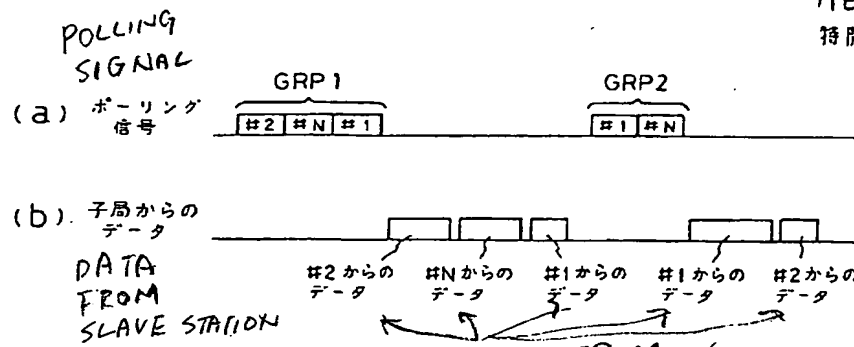 POLLING
SIGNAL
特開
GRP 1
GRP2
(a) ポーリング
信号
#2 #N #1
#1 #N
(b). 子局からの
データ
DATA
FROM
SLAVE STATION
#2からの
データ
#Nからの
データ
#1からの
データ
#1からの
データ
#2からの
データ